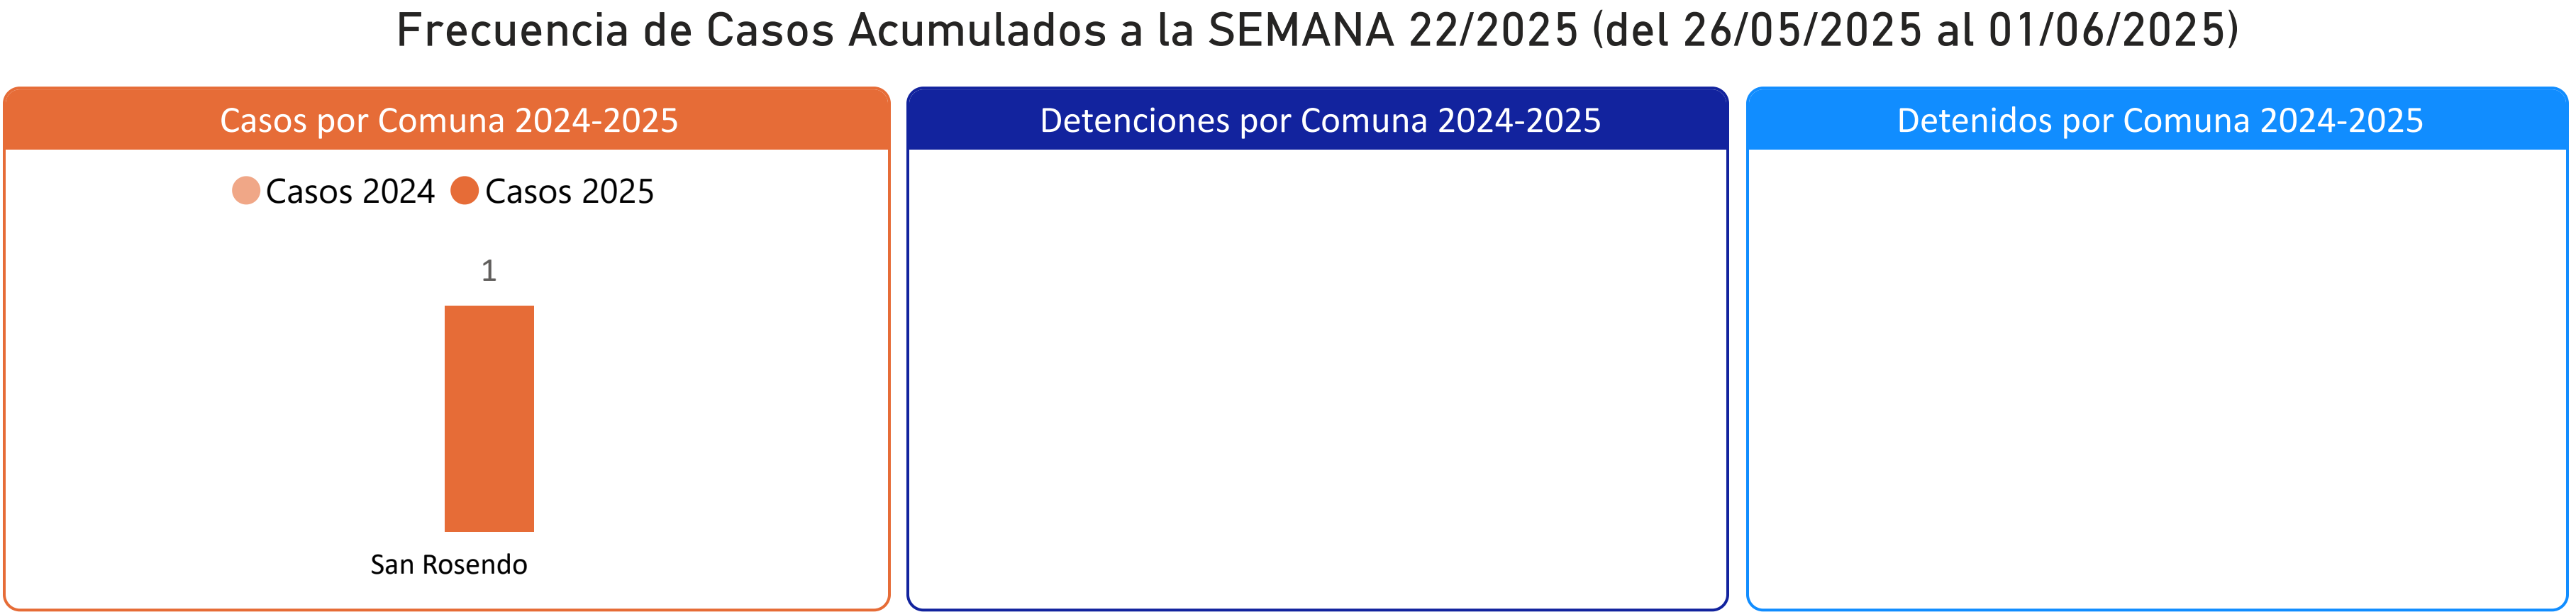 Frecuencia de Casos Acumulados a la SEMANA 22/2025 (del 26/05/2025 al 01/06/2025)
Casos por Comuna 2024-2025
Casos 2024 Casos 2025
1
San Rosendo
Detenciones por Comuna 2024-2025
Detenidos por Comuna 2024-2025